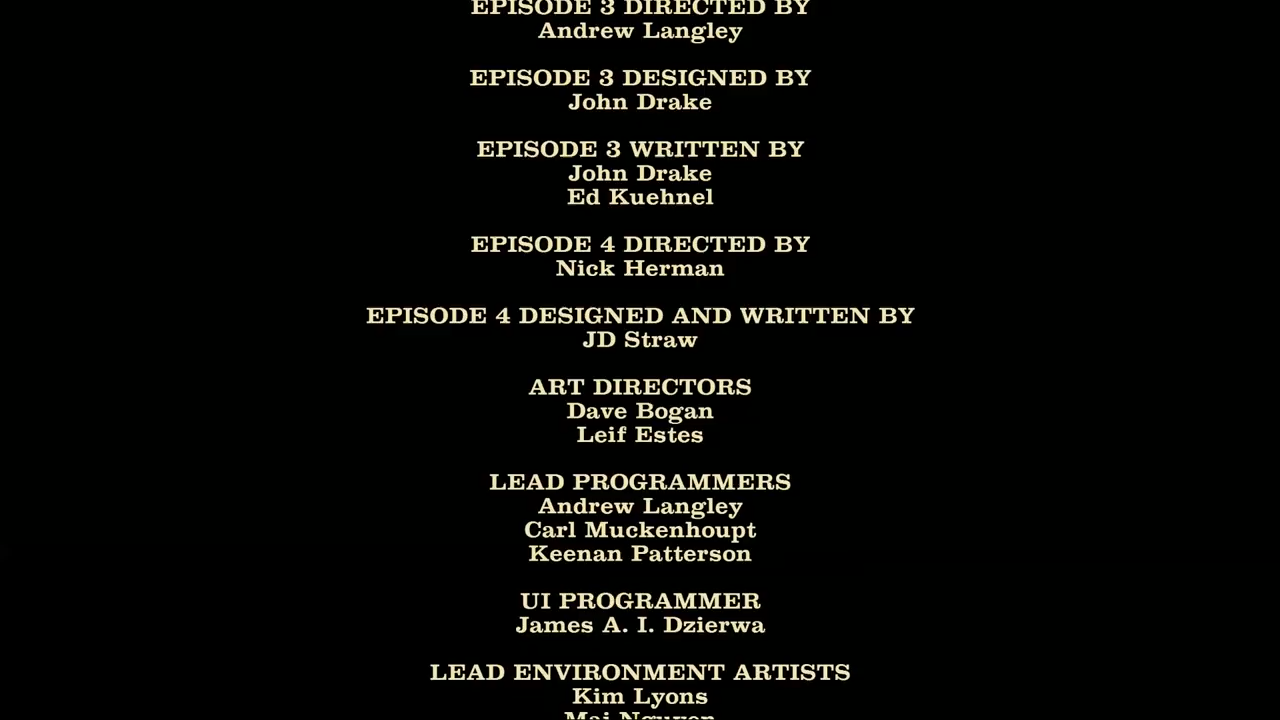 EPISODE 3 DIRECTED BY
Andrew Langley
EPISODE 3 DESIGNED BY
John Drake
EPISODE 3 WRITTEN BY
John Drake
Ed Kuehnel
EPISODE 4 DIRECTED BY
Nick Herman
EPISODE 4 DESIGNED AND WRITTEN BY
JD Straw
ART DIRECTORS
Dave Bogan
Leif Estes
LEAD PROGRAMMERS
Andrew Langley
Carl Muckenhoupt
Keenan Patterson
UI PROGRAMMER
James A. I. Dzierwa
LEAD ENVIRONMENT ARTISTS
Kim Lyons
Mai Nguyen